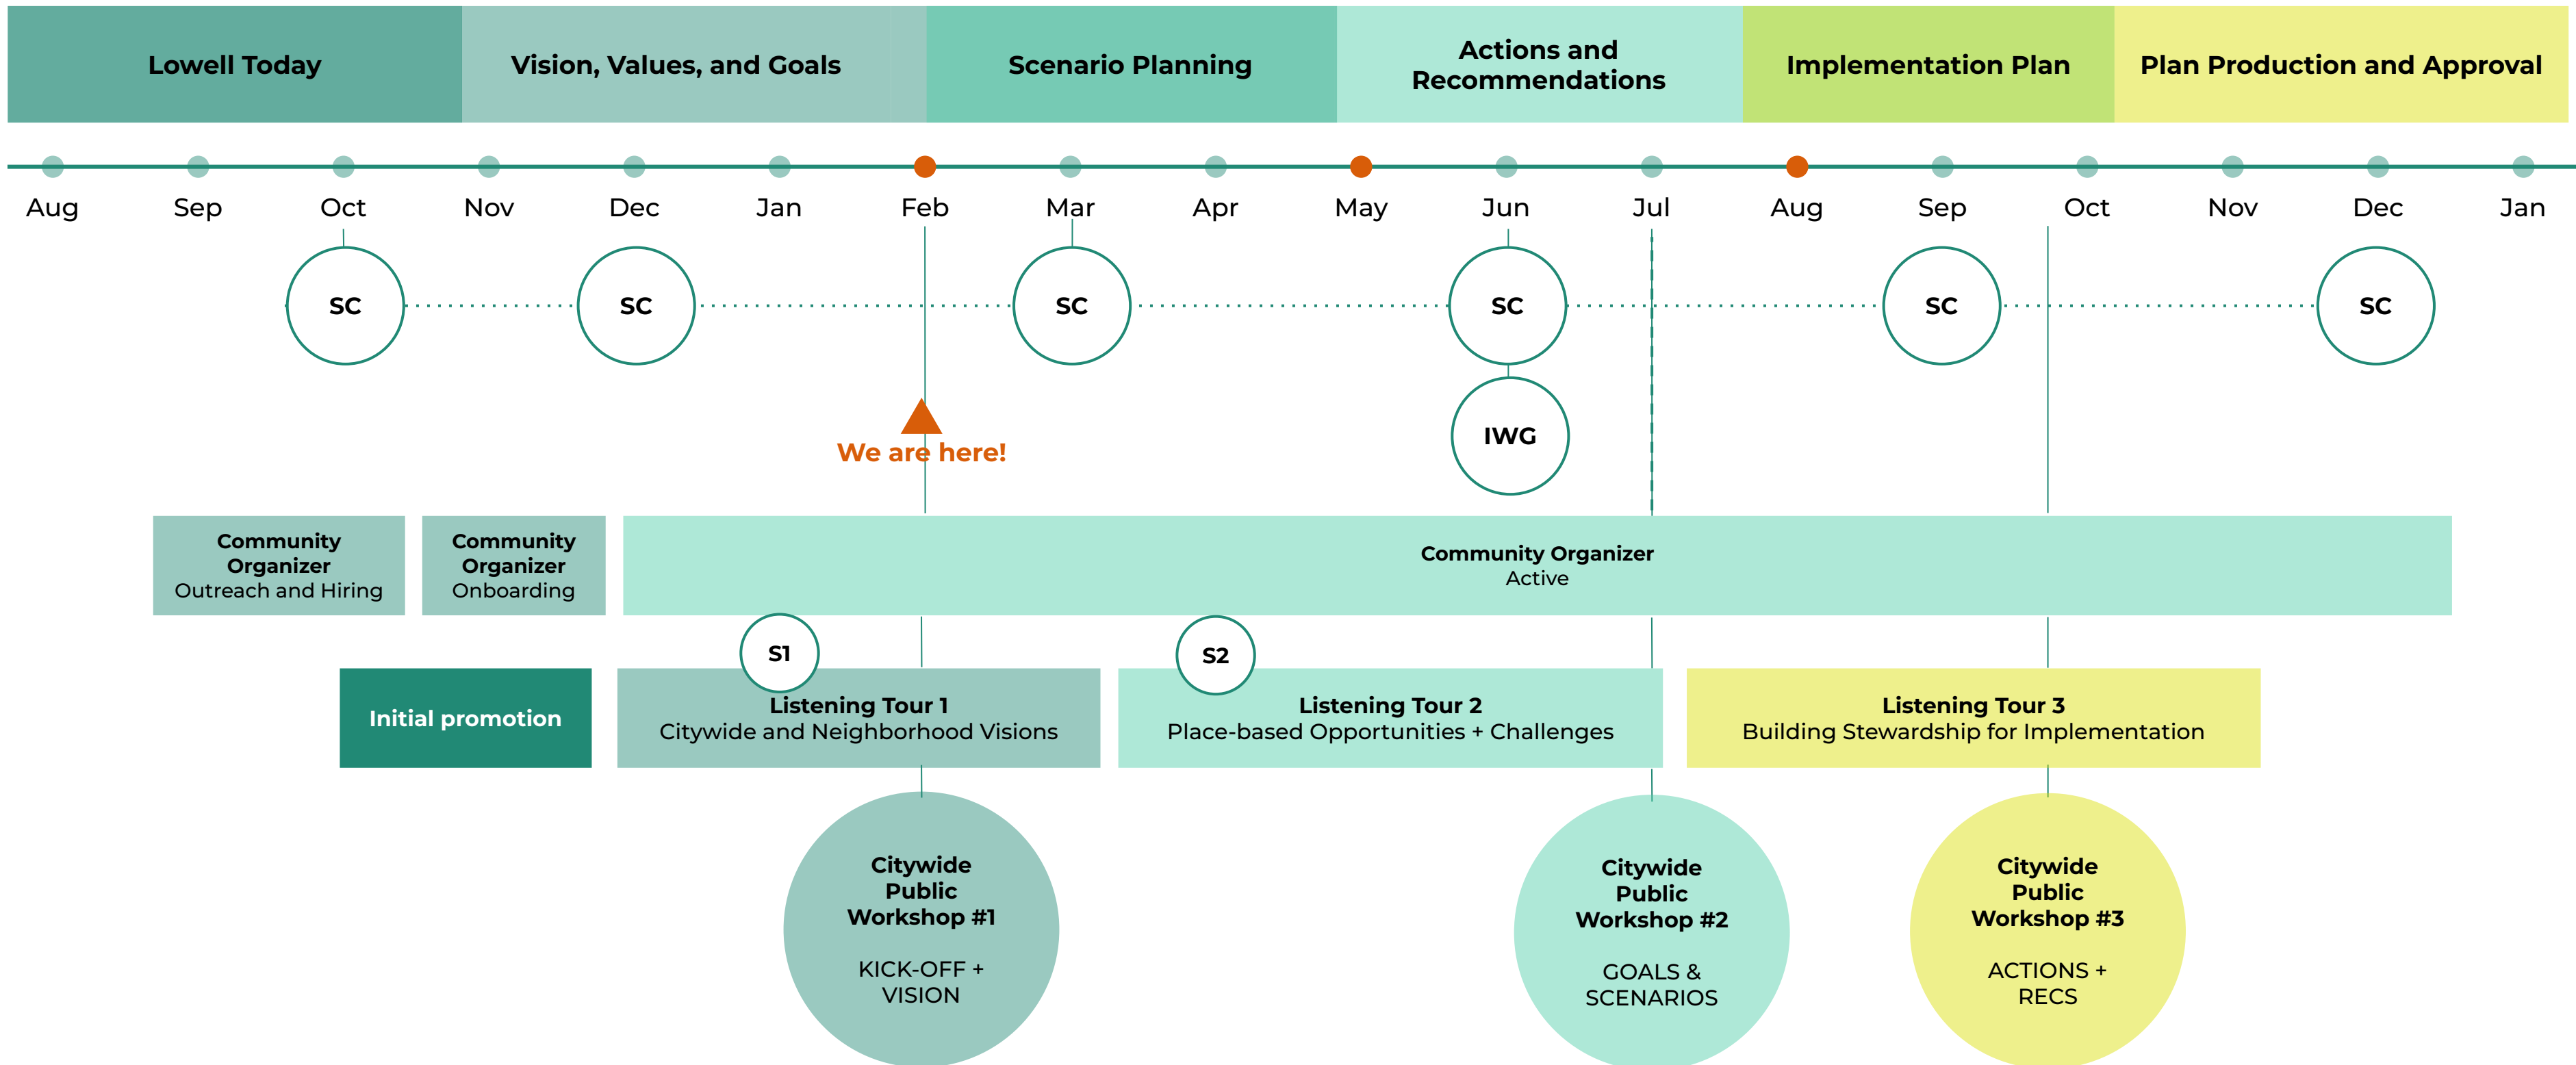 Lowell Today
Vision, Values, and Goals
Scenario Planning
Actions and
Recommendations
Implementation Plan
Plan Production and Approval
Aug
Sep
Oct
Nov
Dec
Jan
Feb
Mar
Apr
May
Jun
Jul
Aug
Sep
Oct
Nov
Dec
Jan
SC
SC
SC
SC
SC
SC
IWG
We are here!
Community
Organizer
Outreach and Hiring
Community
Organizer
Onboarding
Community Organizer
Active
S1
S2
Initial promotion
Listening Tour 1
Citywide and Neighborhood Visions
Listening Tour 2
Place-based Opportunities + Challenges
Listening Tour 3
Building Stewardship for Implementation
Citywide
Public
Workshop #1
KICK-OFF +
VISION
Citywide
Public
Workshop #2
GOALS &
SCENARIOS
Citywide
Public
Workshop #3
ACTIONS +
RECS